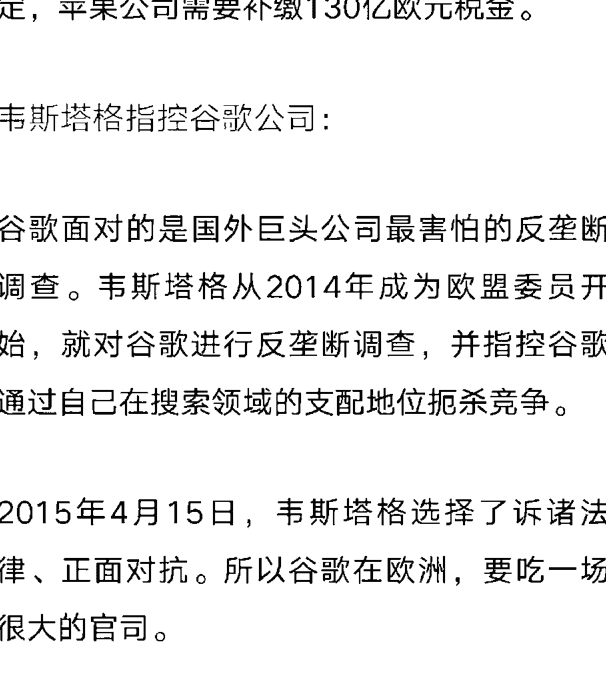 定，苹果公司需要补缴130亿欧元税金。
韦斯塔格指控谷歌公司：
谷歌面对的是国外巨头公司最害怕的反垄断
调查。韦斯塔格从2014年成为欧盟委员开
始，就对谷歌进行反垄断调查，并指控谷歌
通过自己在搜索领域的支配地位扼杀竞争。
2015年4月15日，韦斯塔格选择了诉诸法
律、正面对抗。所以谷歌在欧洲，要吃一场
很大的官司。